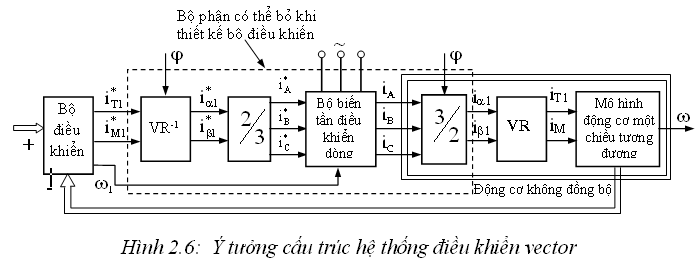 Bộ phận có thể bỏ khi
thiết kế bộ điều khiển
φ
~
φ
Bộ
điều
khiển
+
i*T1
i*M1
ω1
VR-1
i*α1
i*β1
2/3
i*A
i*B
i*C
Bộ biến
tần điều
khiển
dòng
iA
iB
iC
3/2
iα1
iβ1
VR
iT1
iM
Mô hình
động cơ một
chiều tương
đương
ω
Động cơ không đồng bộ
Hình 2.6: Ý tưởng cấu trúc hệ thống điều khiển vector